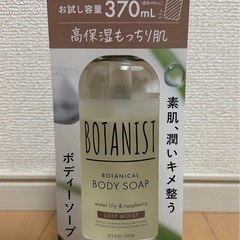 お試し容量 370mL
高保湿もっちり肌
素肌、潤いキメ整う
ボディーソープ
BOTANIST
BOTANICAL
BODY SOAP
water lily & raspberry
DEEP MOIST